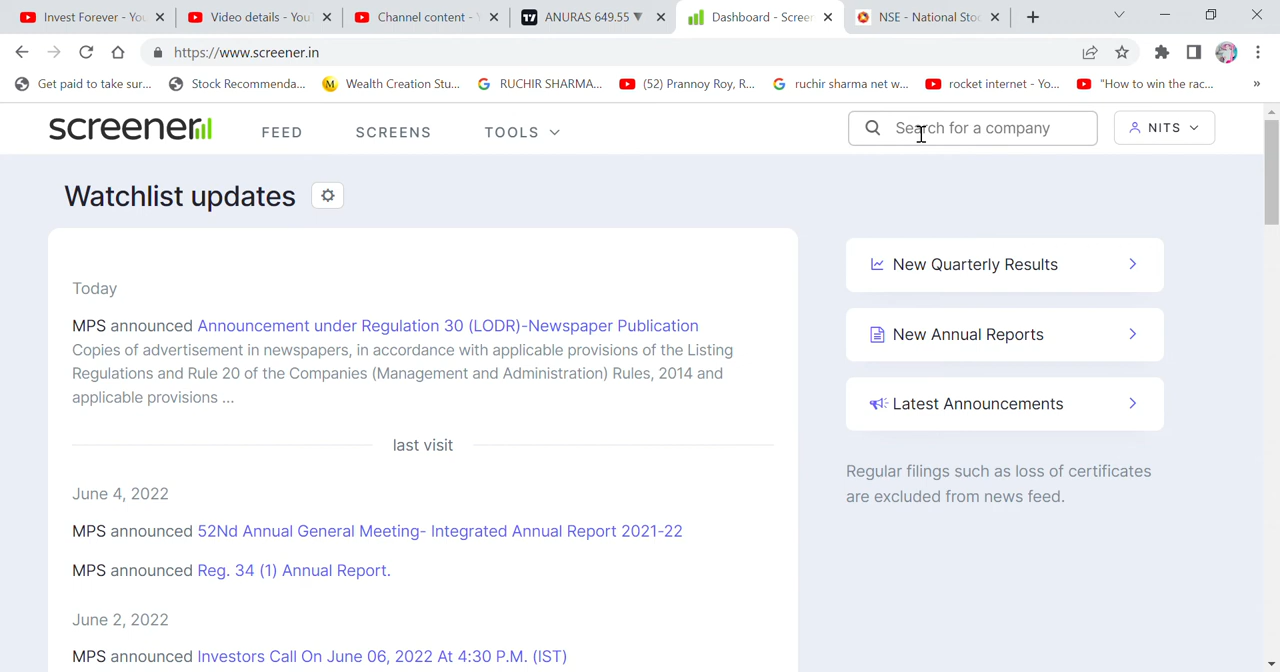 Invest Forever - You
Video details - YouT
Channel content - Y
ANURAS 649.55 ▼
Dashboard - Screen
NSE - National Stoc
https://www.screener.in
Get paid to take sur...
Stock Recommenda...
Wealth Creation Stu...
RUCHIR SHARMA...
(52) Prannoy Roy, R...
ruchir sharma net w...
rocket internet - Yo...
"How to win the rac...
»
screener
FEED
SCREENS
TOOLS
Search for a company
NITS
Watchlist updates
Today
MPS announced Announcement under Regulation 30 (LODR)-Newspaper Publication
Copies of advertisement in newspapers, in accordance with applicable provisions of the Listing
Regulations and Rule 20 of the Companies (Management and Administration) Rules, 2014 and
applicable provisions ...
last visit
June 4, 2022
MPS announced 52Nd Annual General Meeting- Integrated Annual Report 2021-22
MPS announced Reg. 34 (1) Annual Report.
June 2, 2022
MPS announced Investors Call On June 06, 2022 At 4:30 P.M. (IST)
New Quarterly Results
New Annual Reports
Latest Announcements
Regular filings such as loss of certificates
are excluded from news feed.